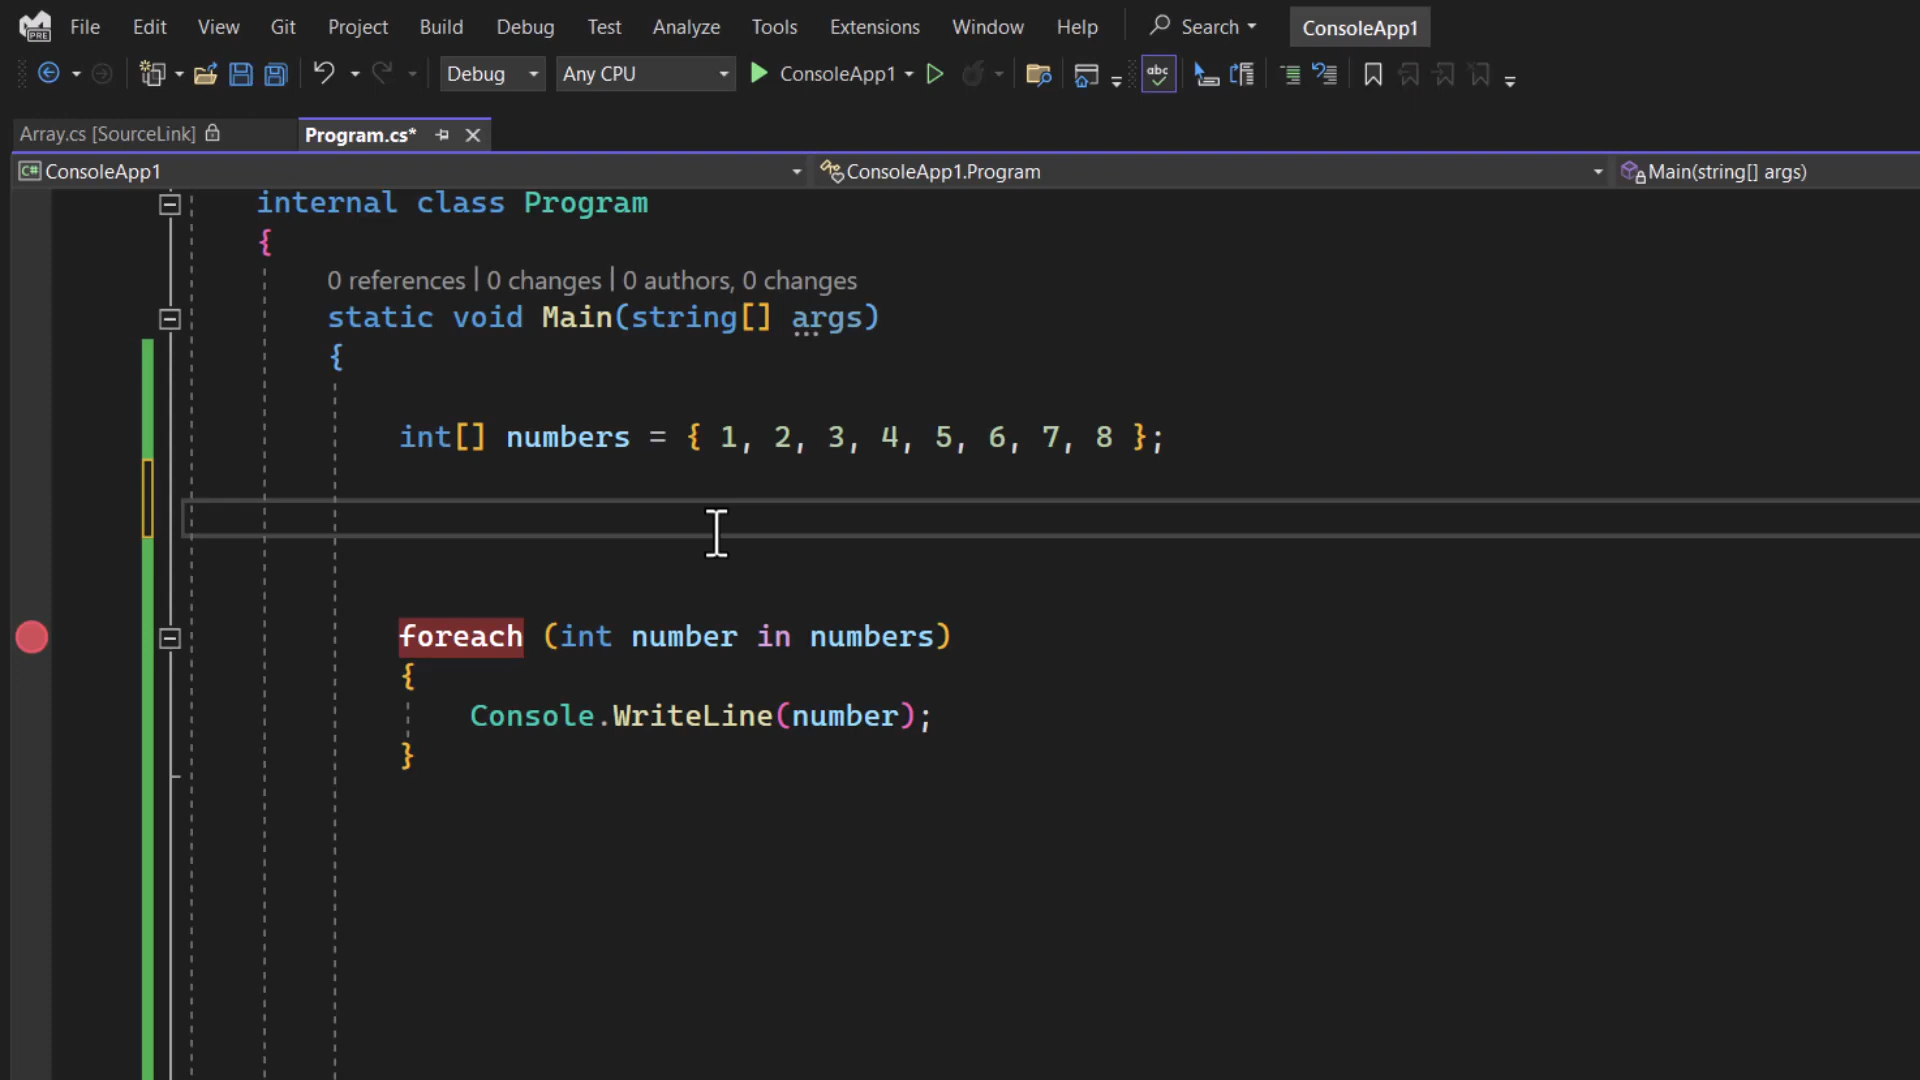 File Edit View Git Project Build Debug Test Analyze Tools Extensions Window Help Search ConsoleApp1
PRE
Debug Any CPU ConsoleApp1 abc
Array.cs [SourceLink] Program.cs*
C# ConsoleApp1 ConsoleApp1.Program Main(string[] args)
internal class Program
{
0 references | 0 changes | 0 authors, 0 changes
static void Main(string[] args)
{
int[] numbers = { 1, 2, 3, 4, 5, 6, 7, 8 };
foreach (int number in numbers)
{
Console.WriteLine(number);
}